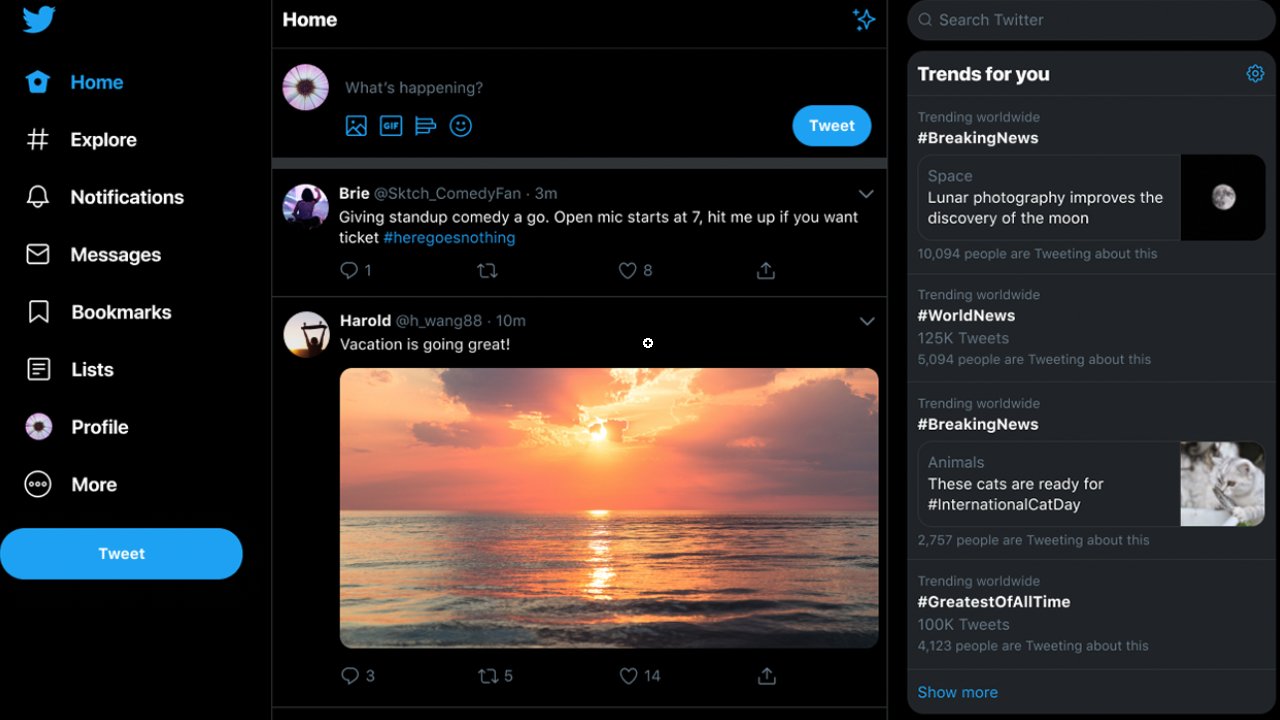 Home
Explore
Notifications
Messages
Bookmarks
Lists
Profile
More
Tweet
Home
What's happening?
GIF
Tweet
Brie @Sktch_ComedyFan · 3m
Giving standup comedy a go. Open mic starts at 7, hit me up if you want
ticket #heregoesnothing
1
8
Harold @h_wang88 · 10m
Vacation is going great!
3
5
14
Search Twitter
Trends for you
Trending worldwide
#BreakingNews
Space
Lunar photography improves the
discovery of the moon
10,094 people are Tweeting about this
Trending worldwide
#WorldNews
125K Tweets
5,094 people are Tweeting about this
Trending worldwide
#BreakingNews
Animals
These cats are ready for
#InternationalCatDay
2,757 people are Tweeting about this
Trending worldwide
#GreatestOfAllTime
100K Tweets
4,123 people are Tweeting about this
Show more